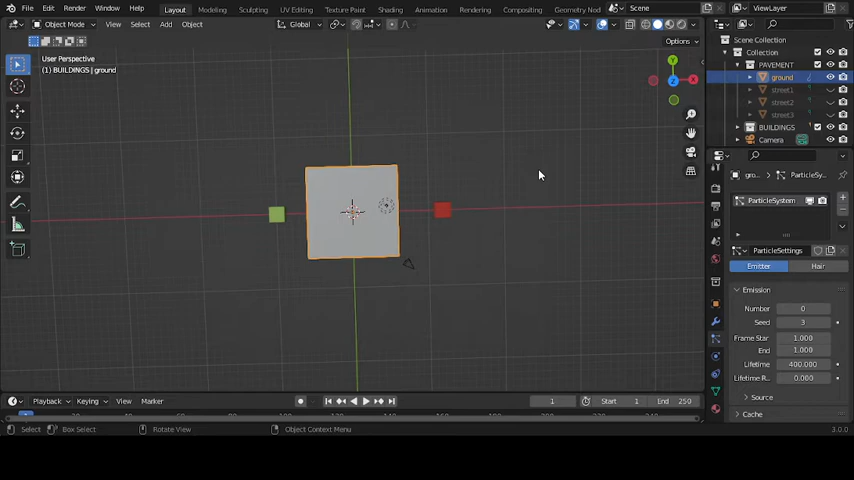 File Edit Render Window Help Layout Modeling Sculpting UV Editing Texture Paint Shading Animation Rendering Compositing Geometry Nod Scene ViewLayer
Object Mode View Select Add Object Global
Options
User Perspective
(1) BUILDINGS | ground
Scene Collection
Collection
PAVEMENT
ground
street1
street2
street3
BUILDINGS
Camera
ParticleSy..
ParticleSystem
ParticleSettings
Emitter Hair
Emission
Number 0
Seed 3
Frame Star 1.000
End 1.000
Lifetime 400.000
Lifetime R... 0.000
Source
Cache
Playback Keying View Marker 1 Start 1 End 250
Select Box Select Rotate View Object Context Menu 3.0.0